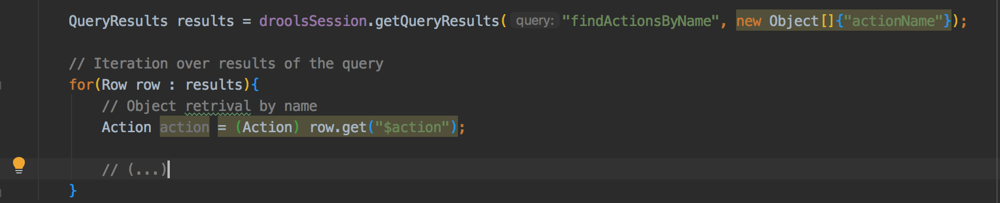 QueryResults results = droolsSession.getQueryResults( query: "findActionsByName", new Object[]{"actionName"});
// Iteration over results of the query
for(Row row : results){
// Object retrival by name
Action action = (Action) row.get("$action");
// (...)
}